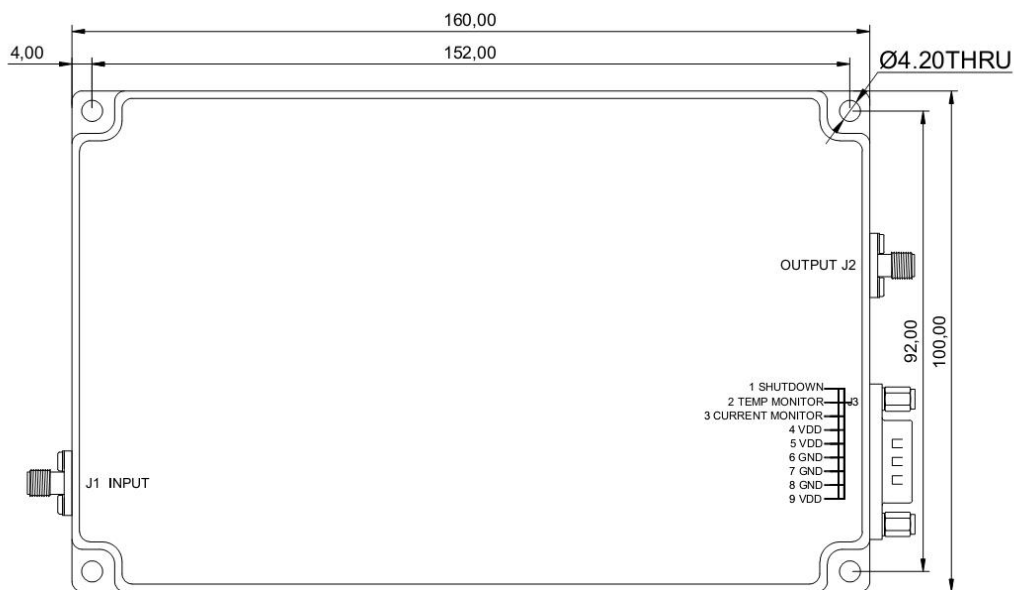 160,00
4,00
152,00
Ø4.20THRU
OUTPUT J2
92,00
100,00
1 SHUTDOWN
2 TEMP MONITOR
J3
3 CURRENT MONITOR
4 VDD
5 VDD
6 GND
7 GND
8 GND
9 VDD
J1 INPUT